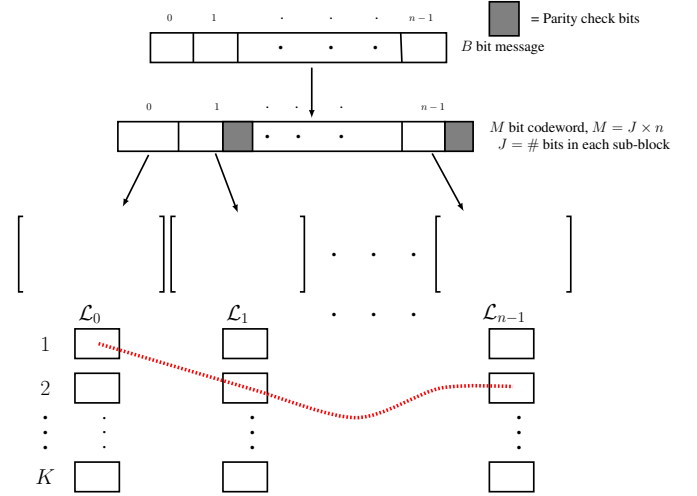 0 1 . . . n − 1
= Parity check bits
B bit message
0 1 . . . n − 1
M bit codeword, M = J × n
J = # bits in each sub-block
ℒ₀ ℒ₁ ℒₙ₋₁
1
2
K